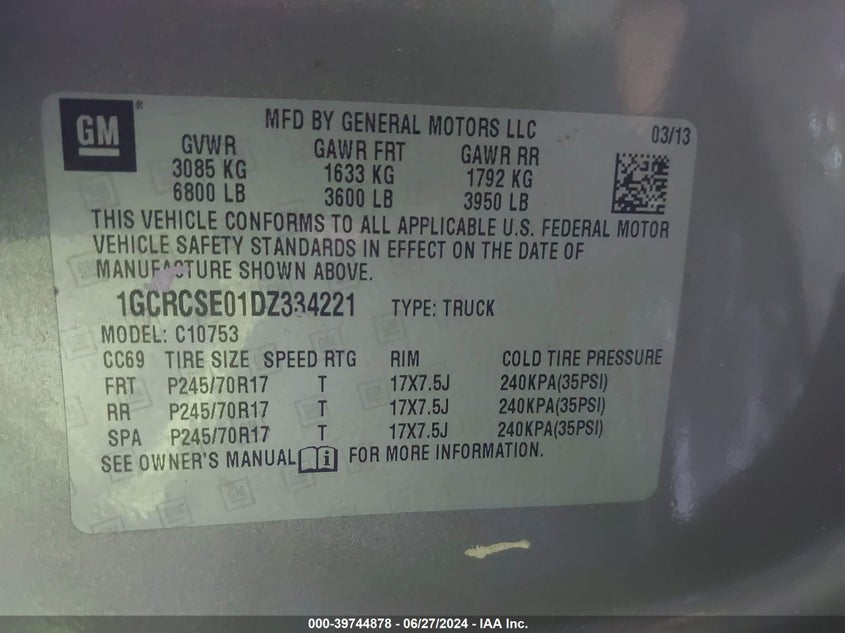 GM®
MFD BY GENERAL MOTORS LLC 03/13
GVWR GAWR FRT GAWR RR
3085 KG 1633 KG 1792 KG
6800 LB 3600 LB 3950 LB
THIS VEHICLE CONFORMS TO ALL APPLICABLE U.S. FEDERAL MOTOR
VEHICLE SAFETY STANDARDS IN EFFECT ON THE DATE OF
MANUFACTURE SHOWN ABOVE.
1GCRCSE01DZ334221 TYPE: TRUCK
MODEL: C10753
CC69 TIRE SIZE SPEED RTG RIM COLD TIRE PRESSURE
FRT P245/70R17 T 17X7.5J 240KPA(35PSI)
RR P245/70R17 T 17X7.5J 240KPA(35PSI)
SPA P245/70R17 T 17X7.5J 240KPA(35PSI)
SEE OWNER'S MANUAL i FOR MORE INFORMATION.
000-39744878 / 06/27/2024 - IAA Inc.